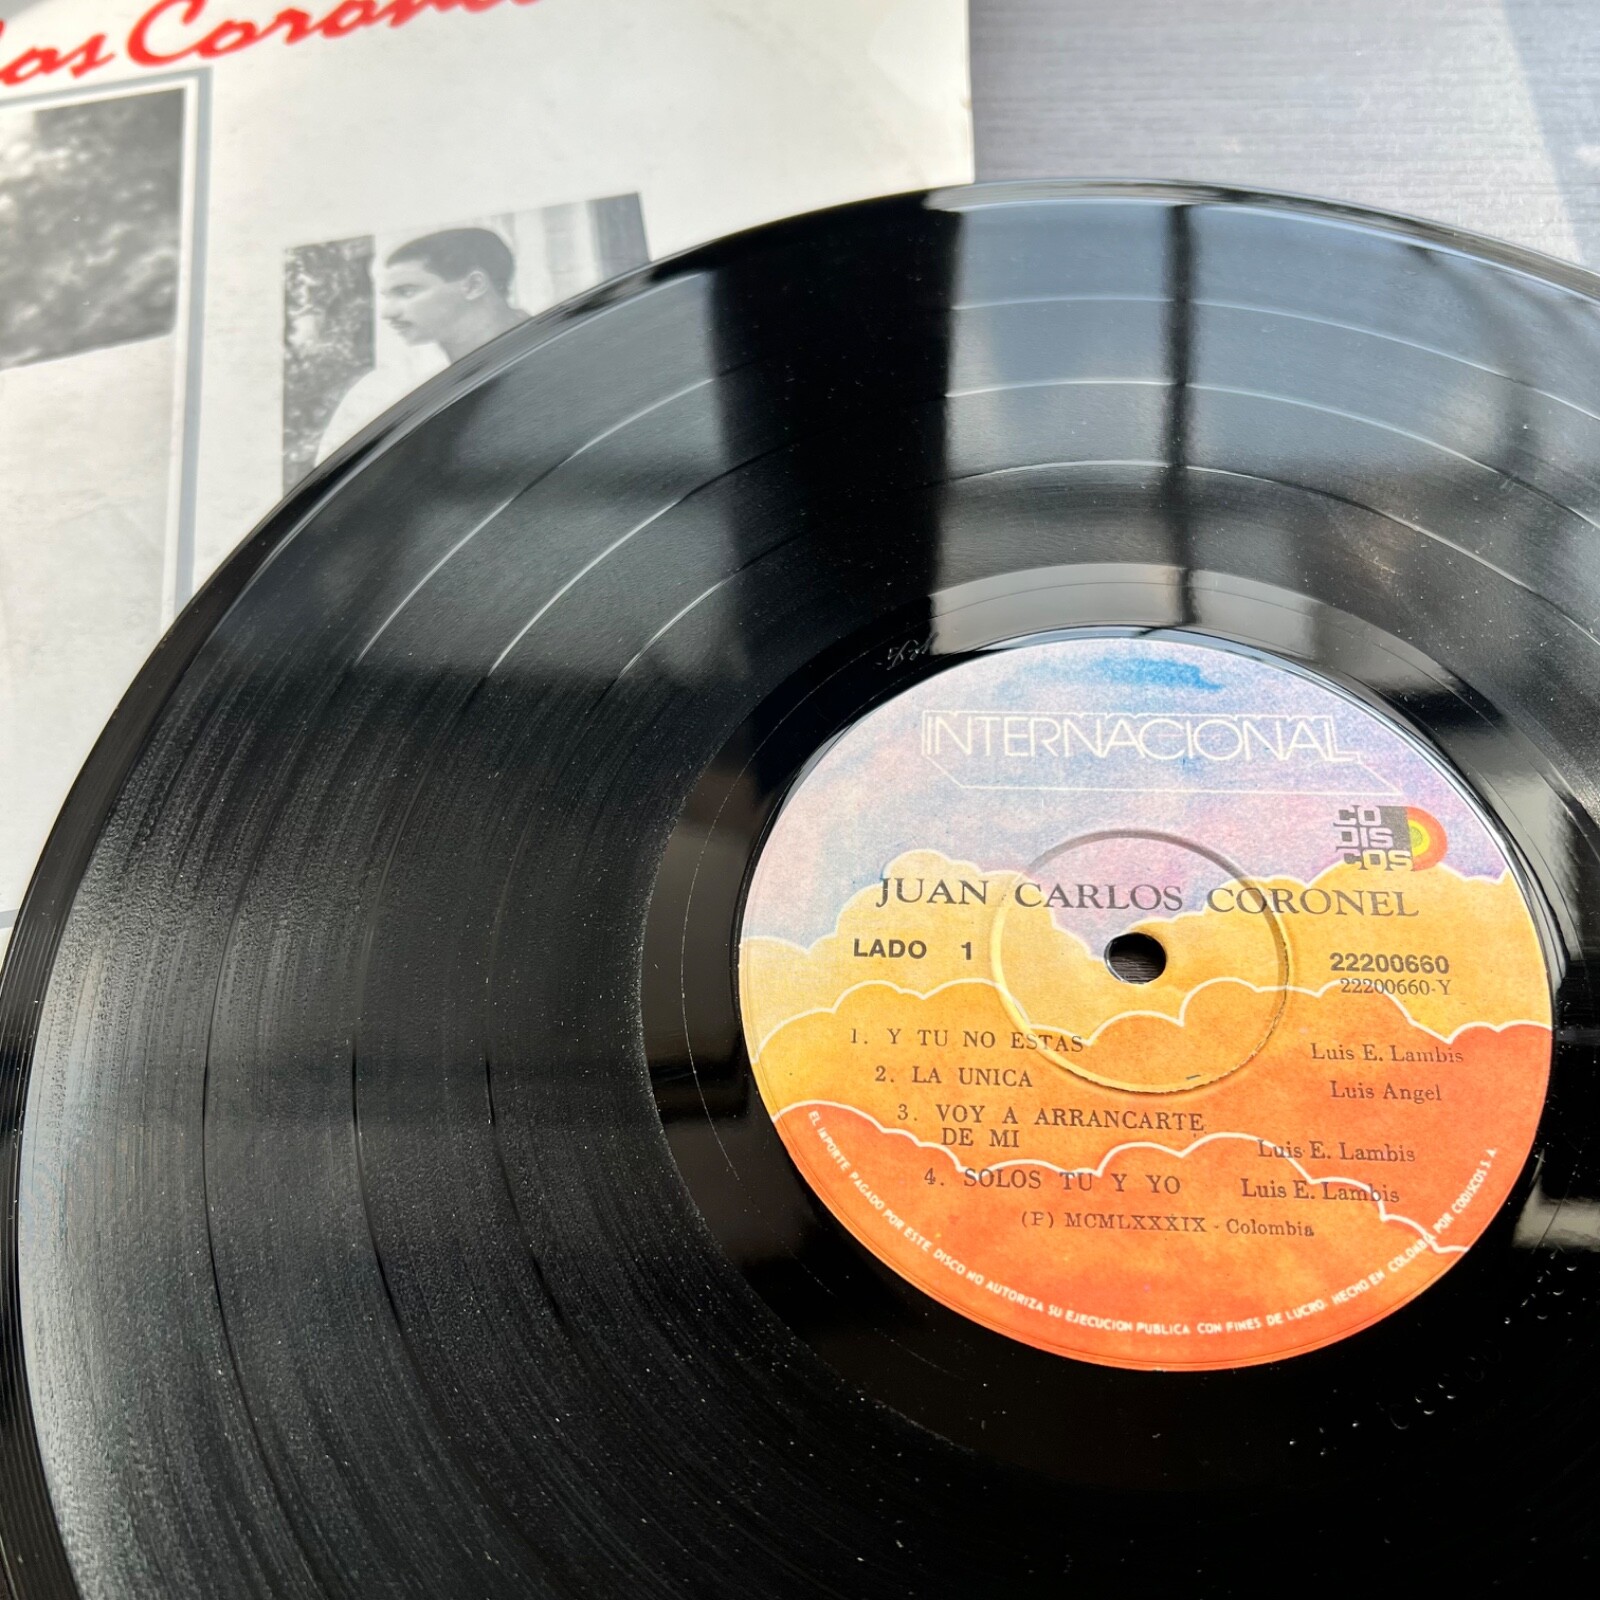 Coron
INTERNACIONAL
CO
DIS
COS
JUAN CARLOS CORONEL
LADO 1
22200660
22200660-Y
1. Y TU NO ESTAS Luis E. Lambis
2. LA UNICA Luis Angel
3. VOY A ARRANCARTE
DE MI Luis E. Lambis
4. SOLOS TU Y YO Luis E. Lambis
(P) MCMLXXXIX - Colombia
EL IMPORTE PAGADO POR ESTE DISCO NO AUTORIZA SU EJECUCION PUBLICA CON FINES DE LUCRO. HECHO EN COLOMBIA POR CODISCOS S.A.